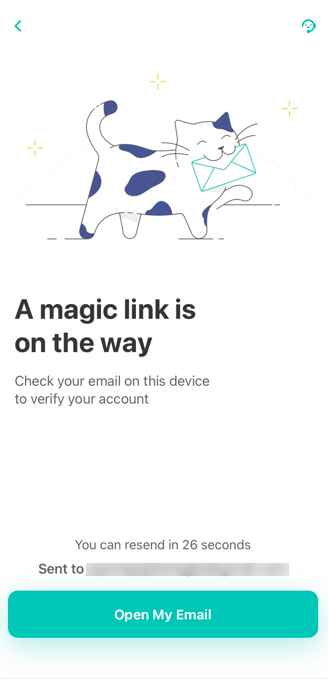 A magic link is
on the way
Check your email on this device
to verify your account
You can resend in 26 seconds
Sent to
Open My Email